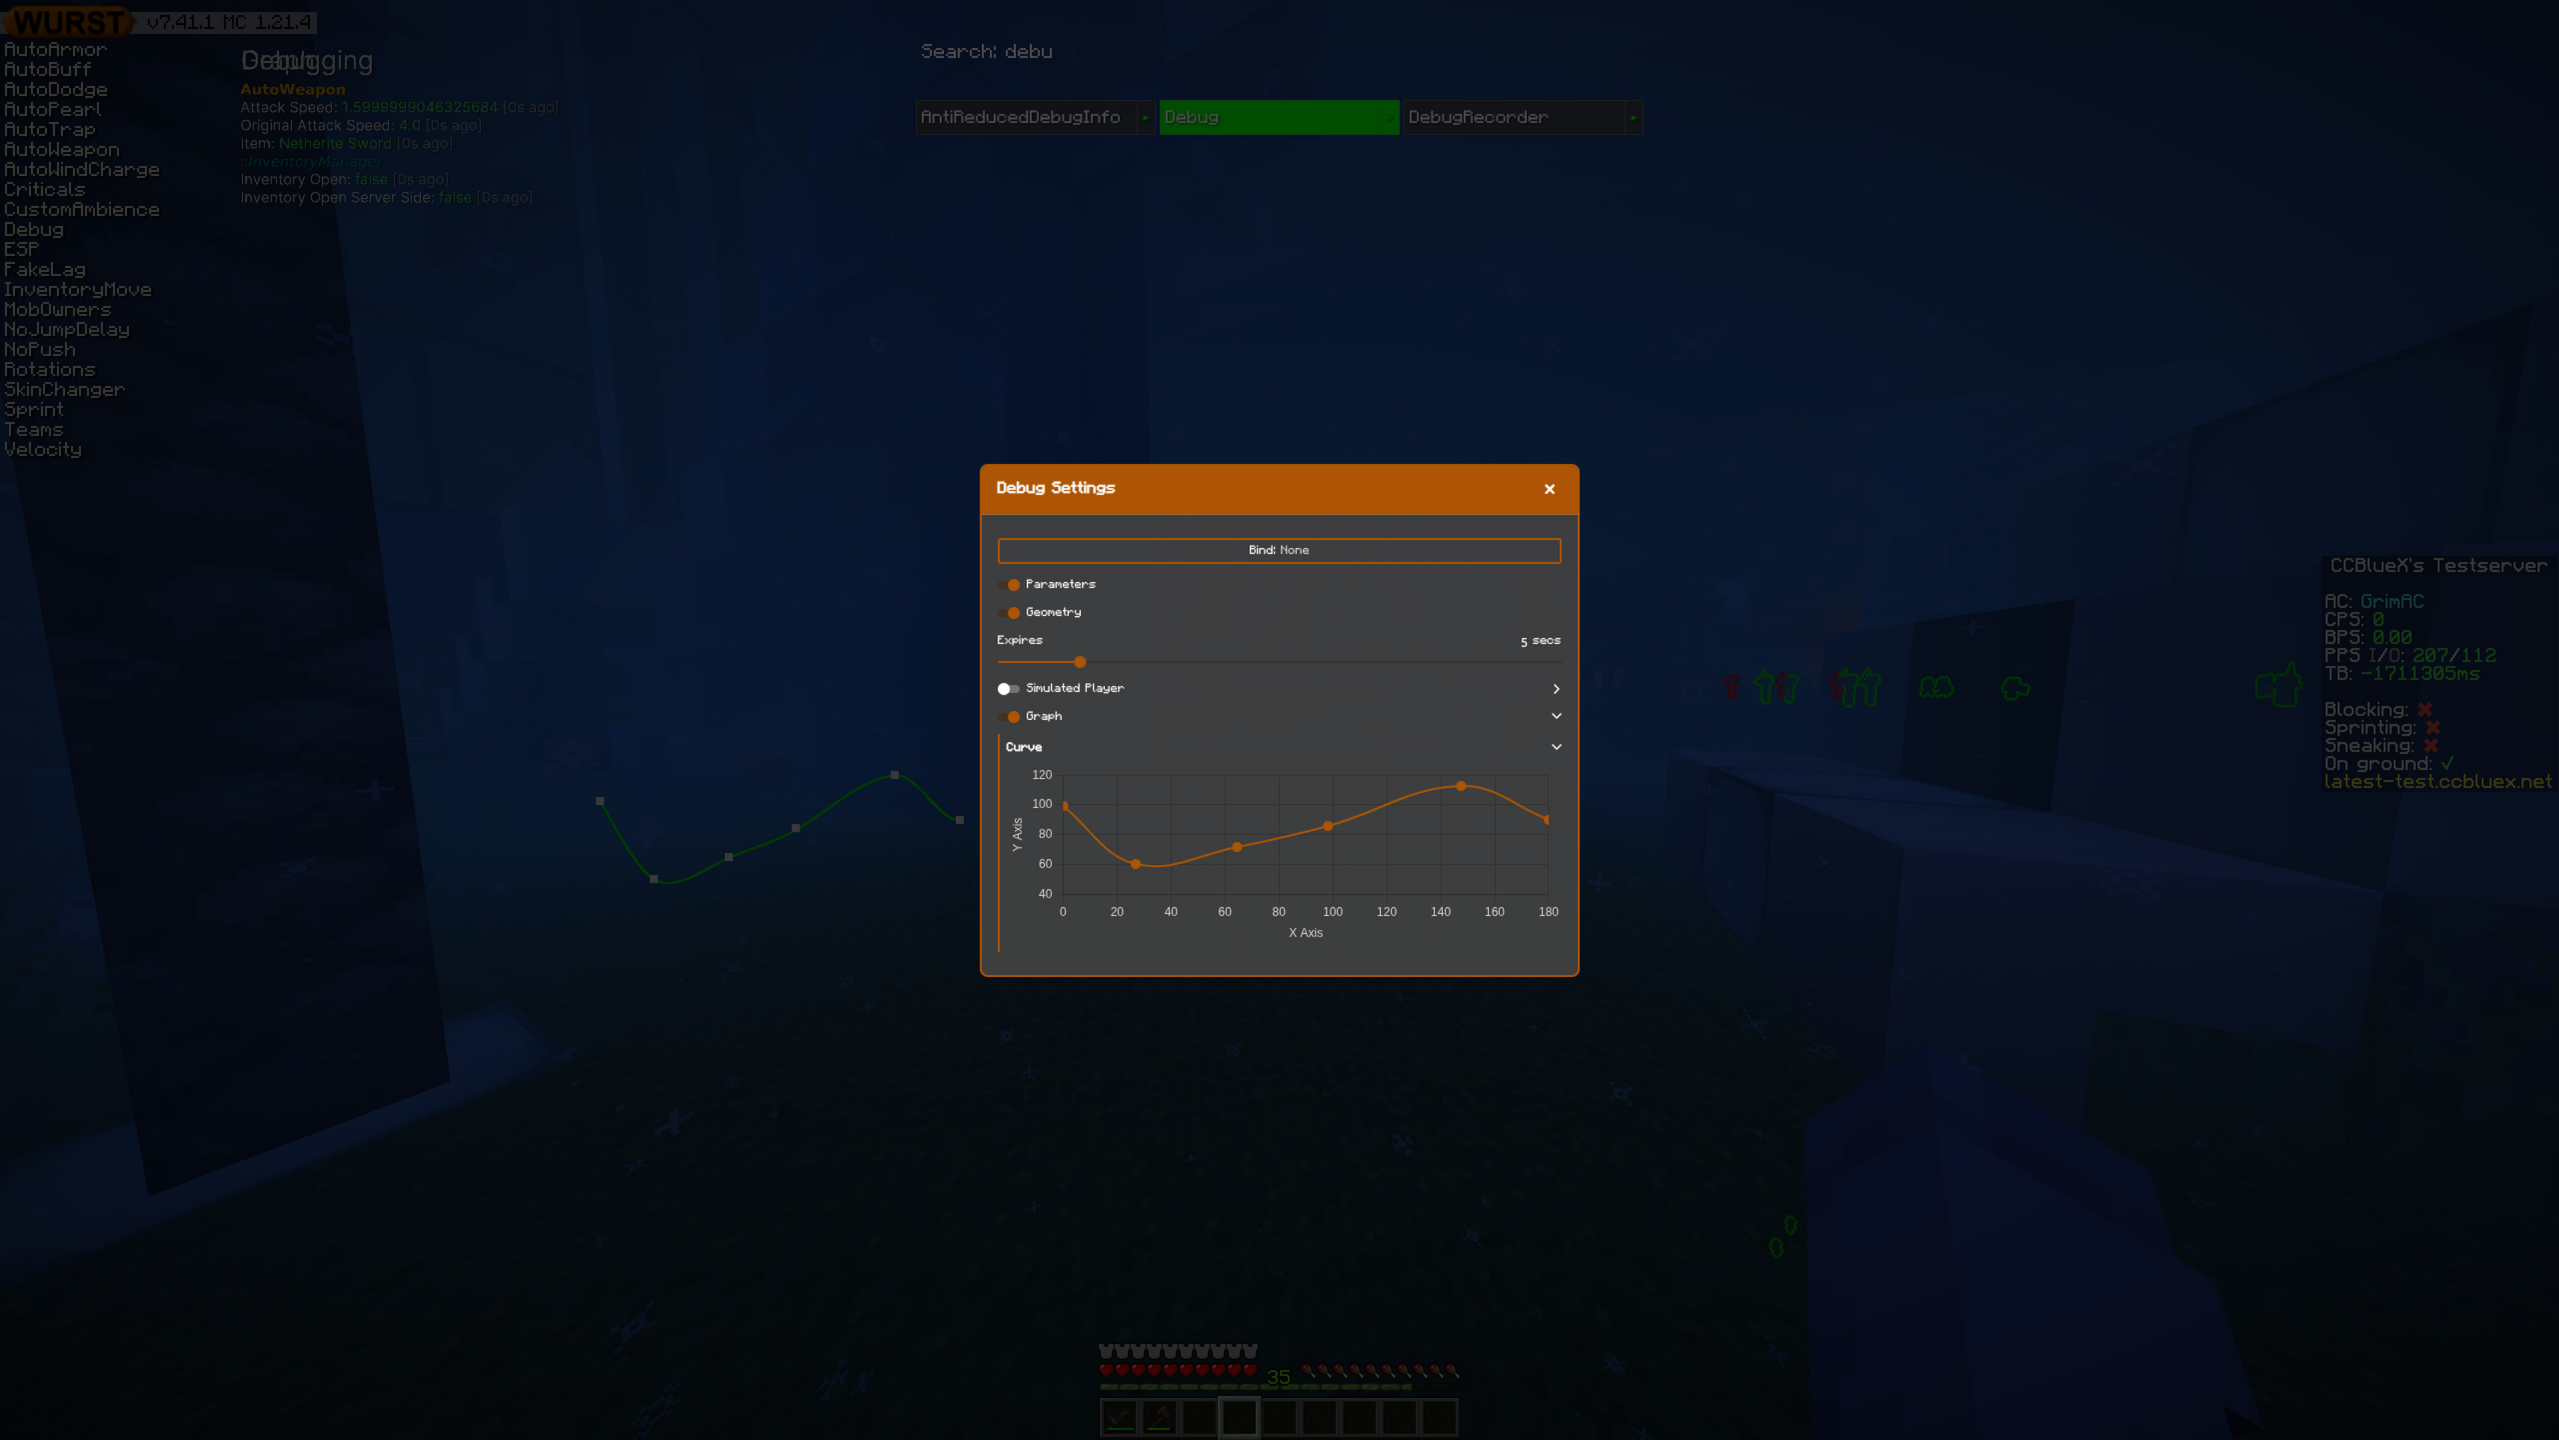 WURST v7.41.1 MC 1.21.4
AutoArmor
AutoBuff
AutoDodge
AutoPearl
AutoTrap
AutoWeapon
AutoWindCharge
Criticals
CustomAmbience
Debug
ESP
FakeLag
InventoryMove
MobOwners
NoJumpDelay
NoPush
Rotations
SkinChanger
Sprint
Teams
Velocity
Debugging
AutoWeapon
Attack Speed: 1.5999999046325684 [0s ago]
Original Attack Speed: 4.0 [0s ago]
Item: Netherite Sword [0s ago]
::InventoryManager
Inventory Open: false [0s ago]
Inventory Open Server Side: false [0s ago]
Search: debu
AntiReducedDebugInfo
Debug
DebugRecorder
Debug Settings
Bind: None
Parameters
Geometry
Expires 5 secs
Simulated Player
Graph
Curve
Y Axis
120
100
80
60
40
0 20 40 60 80 100 120 140 160 180
X Axis
CCBlueX's Testserver
AC: GrimAC
CPS: 0
BPS: 0.00
PPS I/O: 207/112
TB: -1711305ms
Blocking: ✖
Sprinting: ✖
Sneaking: ✖
On ground: ✓
latest-test.ccbluex.net
35